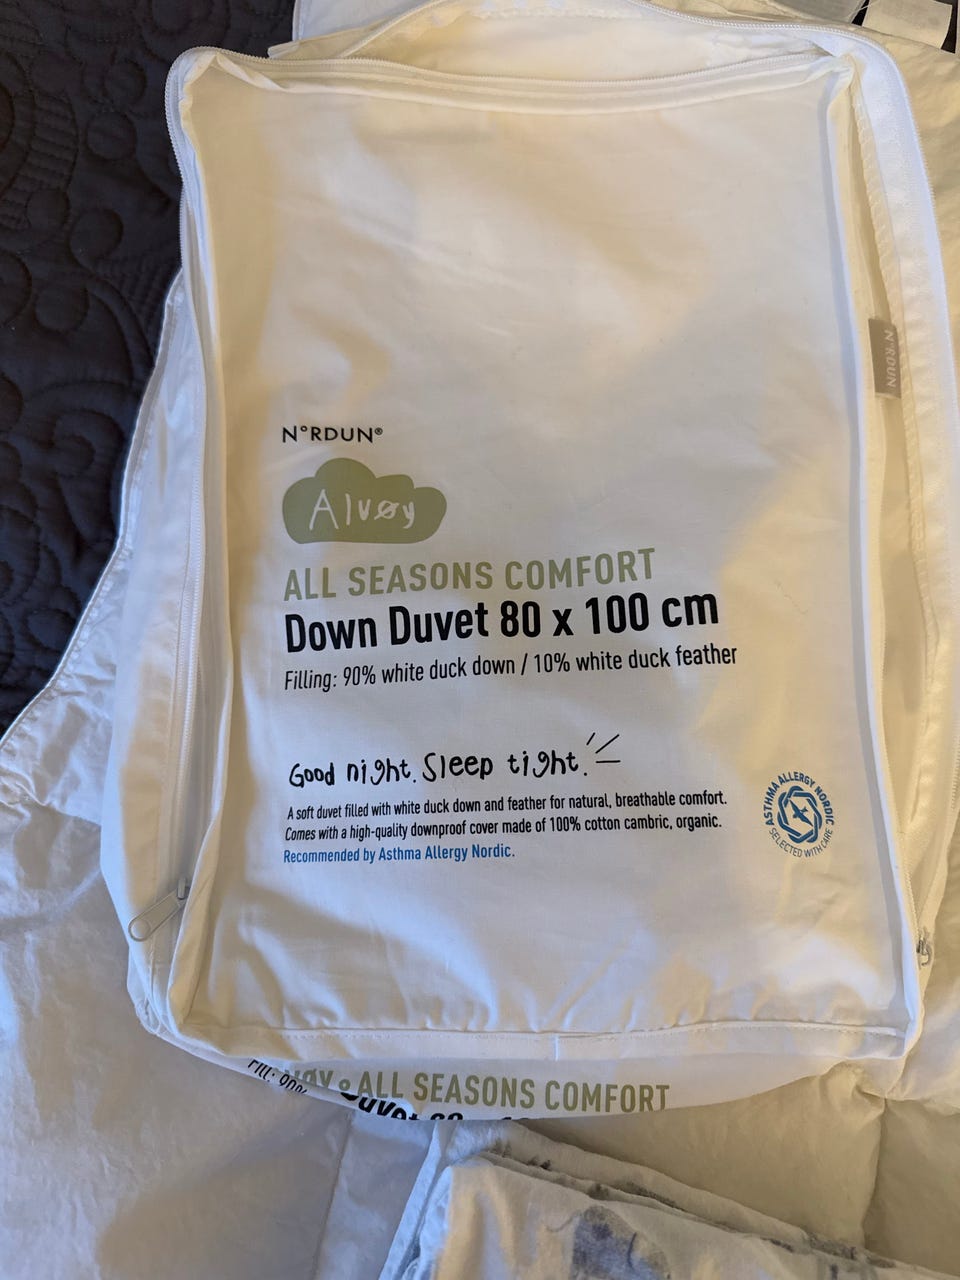 N°RDUN
N°RDUN®
Alvøy
ALL SEASONS COMFORT
Down Duvet 80 x 100 cm
Filling: 90% white duck down / 10% white duck feather
Good night. Sleep tight.
A soft duvet filled with white duck down and feather for natural, breathable comfort.
Comes with a high-quality downproof cover made of 100% cotton cambric, organic.
Recommended by Asthma Allergy Nordic.
ASTHMA ALLERGY NORDIC
SELECTED WITH CARE
ALL SEASONS COMFORT
Fill: 90%